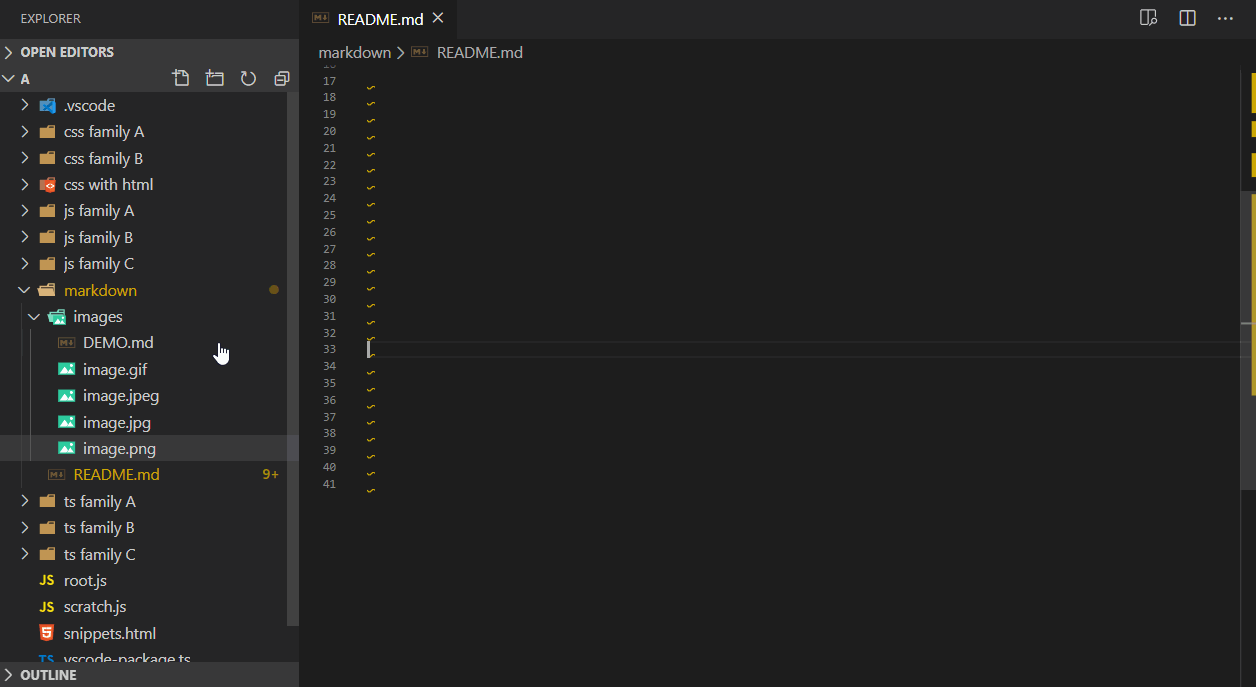 EXPLORER
OPEN EDITORS
A
.vscode
css family A
css family B
css with html
js family A
js family B
js family C
markdown
images
DEMO.md
image.gif
image.jpeg
image.jpg
image.png
README.md 9+
ts family A
ts family B
ts family C
JS root.js
JS scratch.js
snippets.html
TS vscode-package.ts
OUTLINE
README.md
markdown > README.md
17
18
19
20
21
22
23
24
25
26
27
28
29
30
31
32
33
34
35
36
37
38
39
40
41